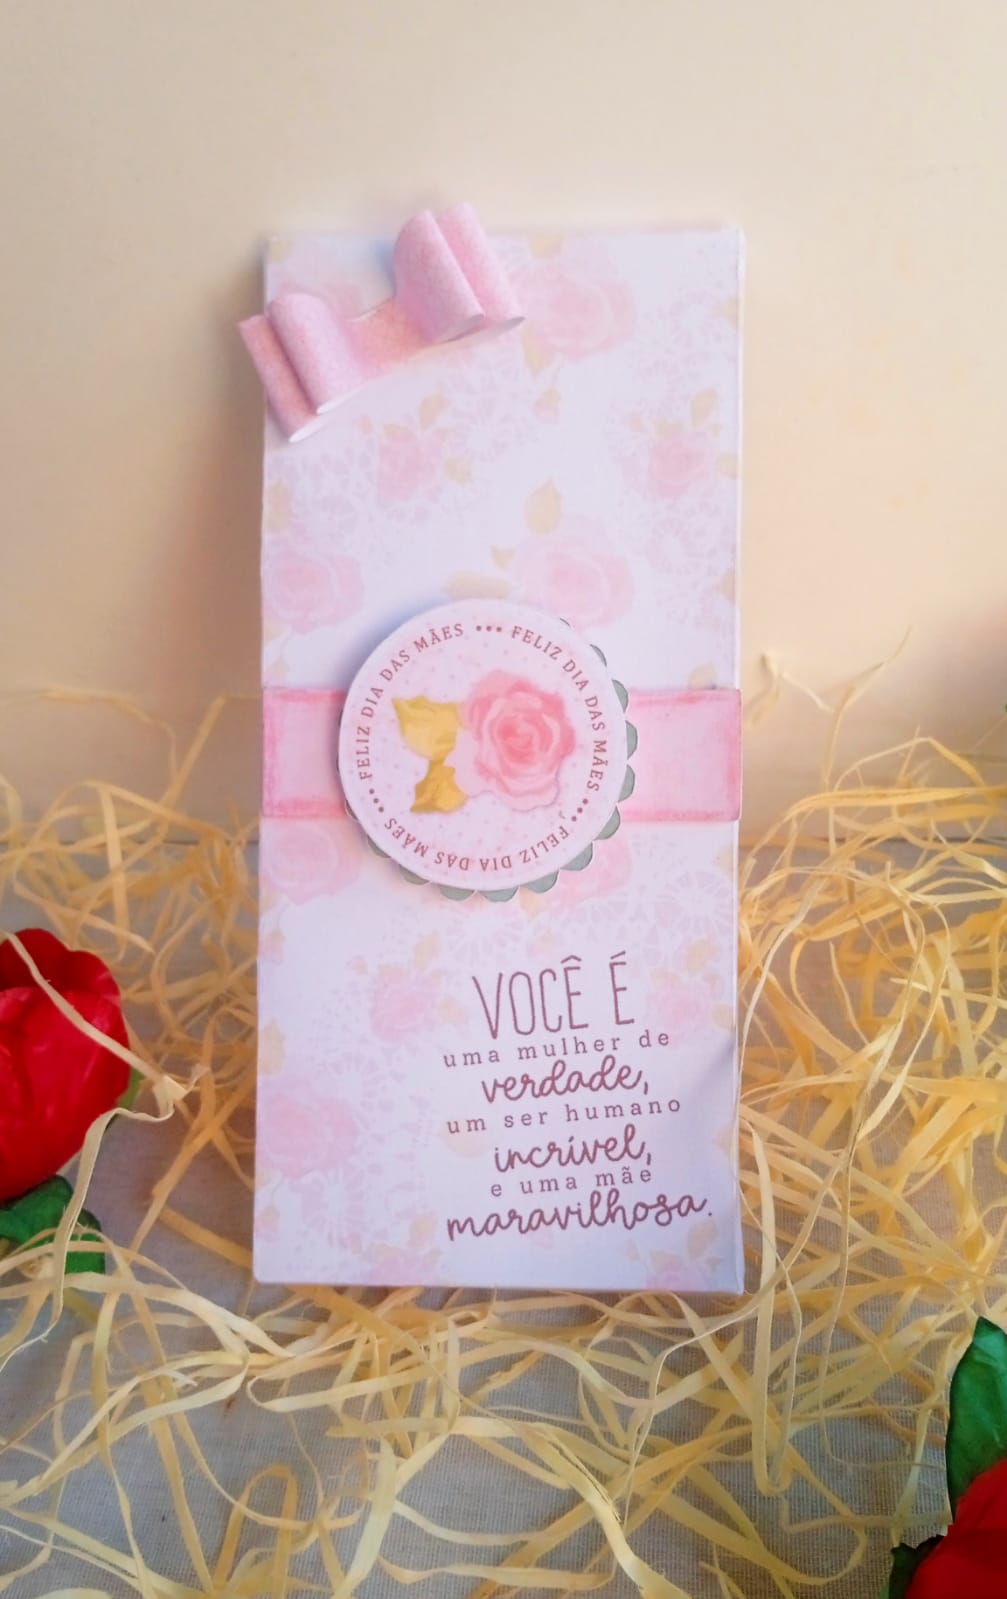 FELIZ DIA DAS MÃES ••• FELIZ DIA DAS MÃES ••• FELIZ DIA DAS MÃES •••
VOCÊ É
uma mulher de
verdade,
um ser humano
incrível,
e uma mãe
maravilhosa.